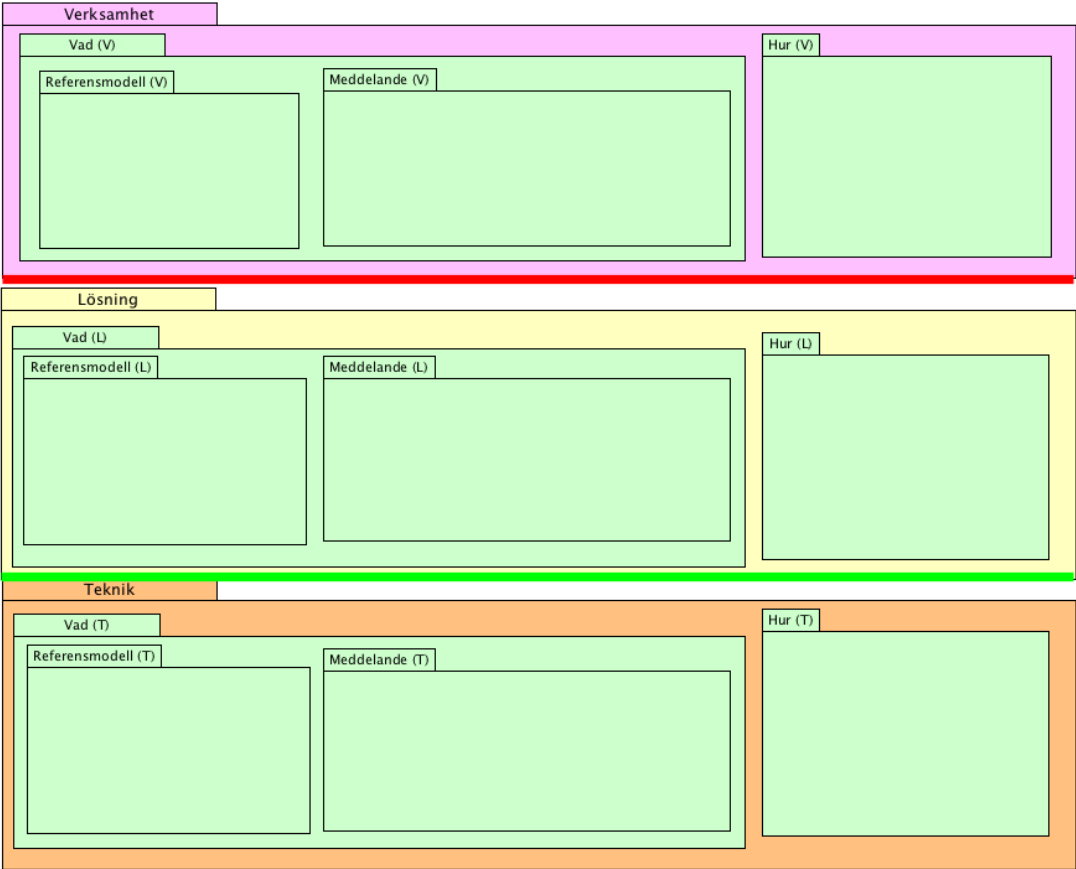 Verksamhet
Vad (V)
Hur (V)
Referensmodell (V)
Meddelande (V)
Lösning
Vad (L)
Hur (L)
Referensmodell (L)
Meddelande (L)
Teknik
Vad (T)
Hur (T)
Referensmodell (T)
Meddelande (T)